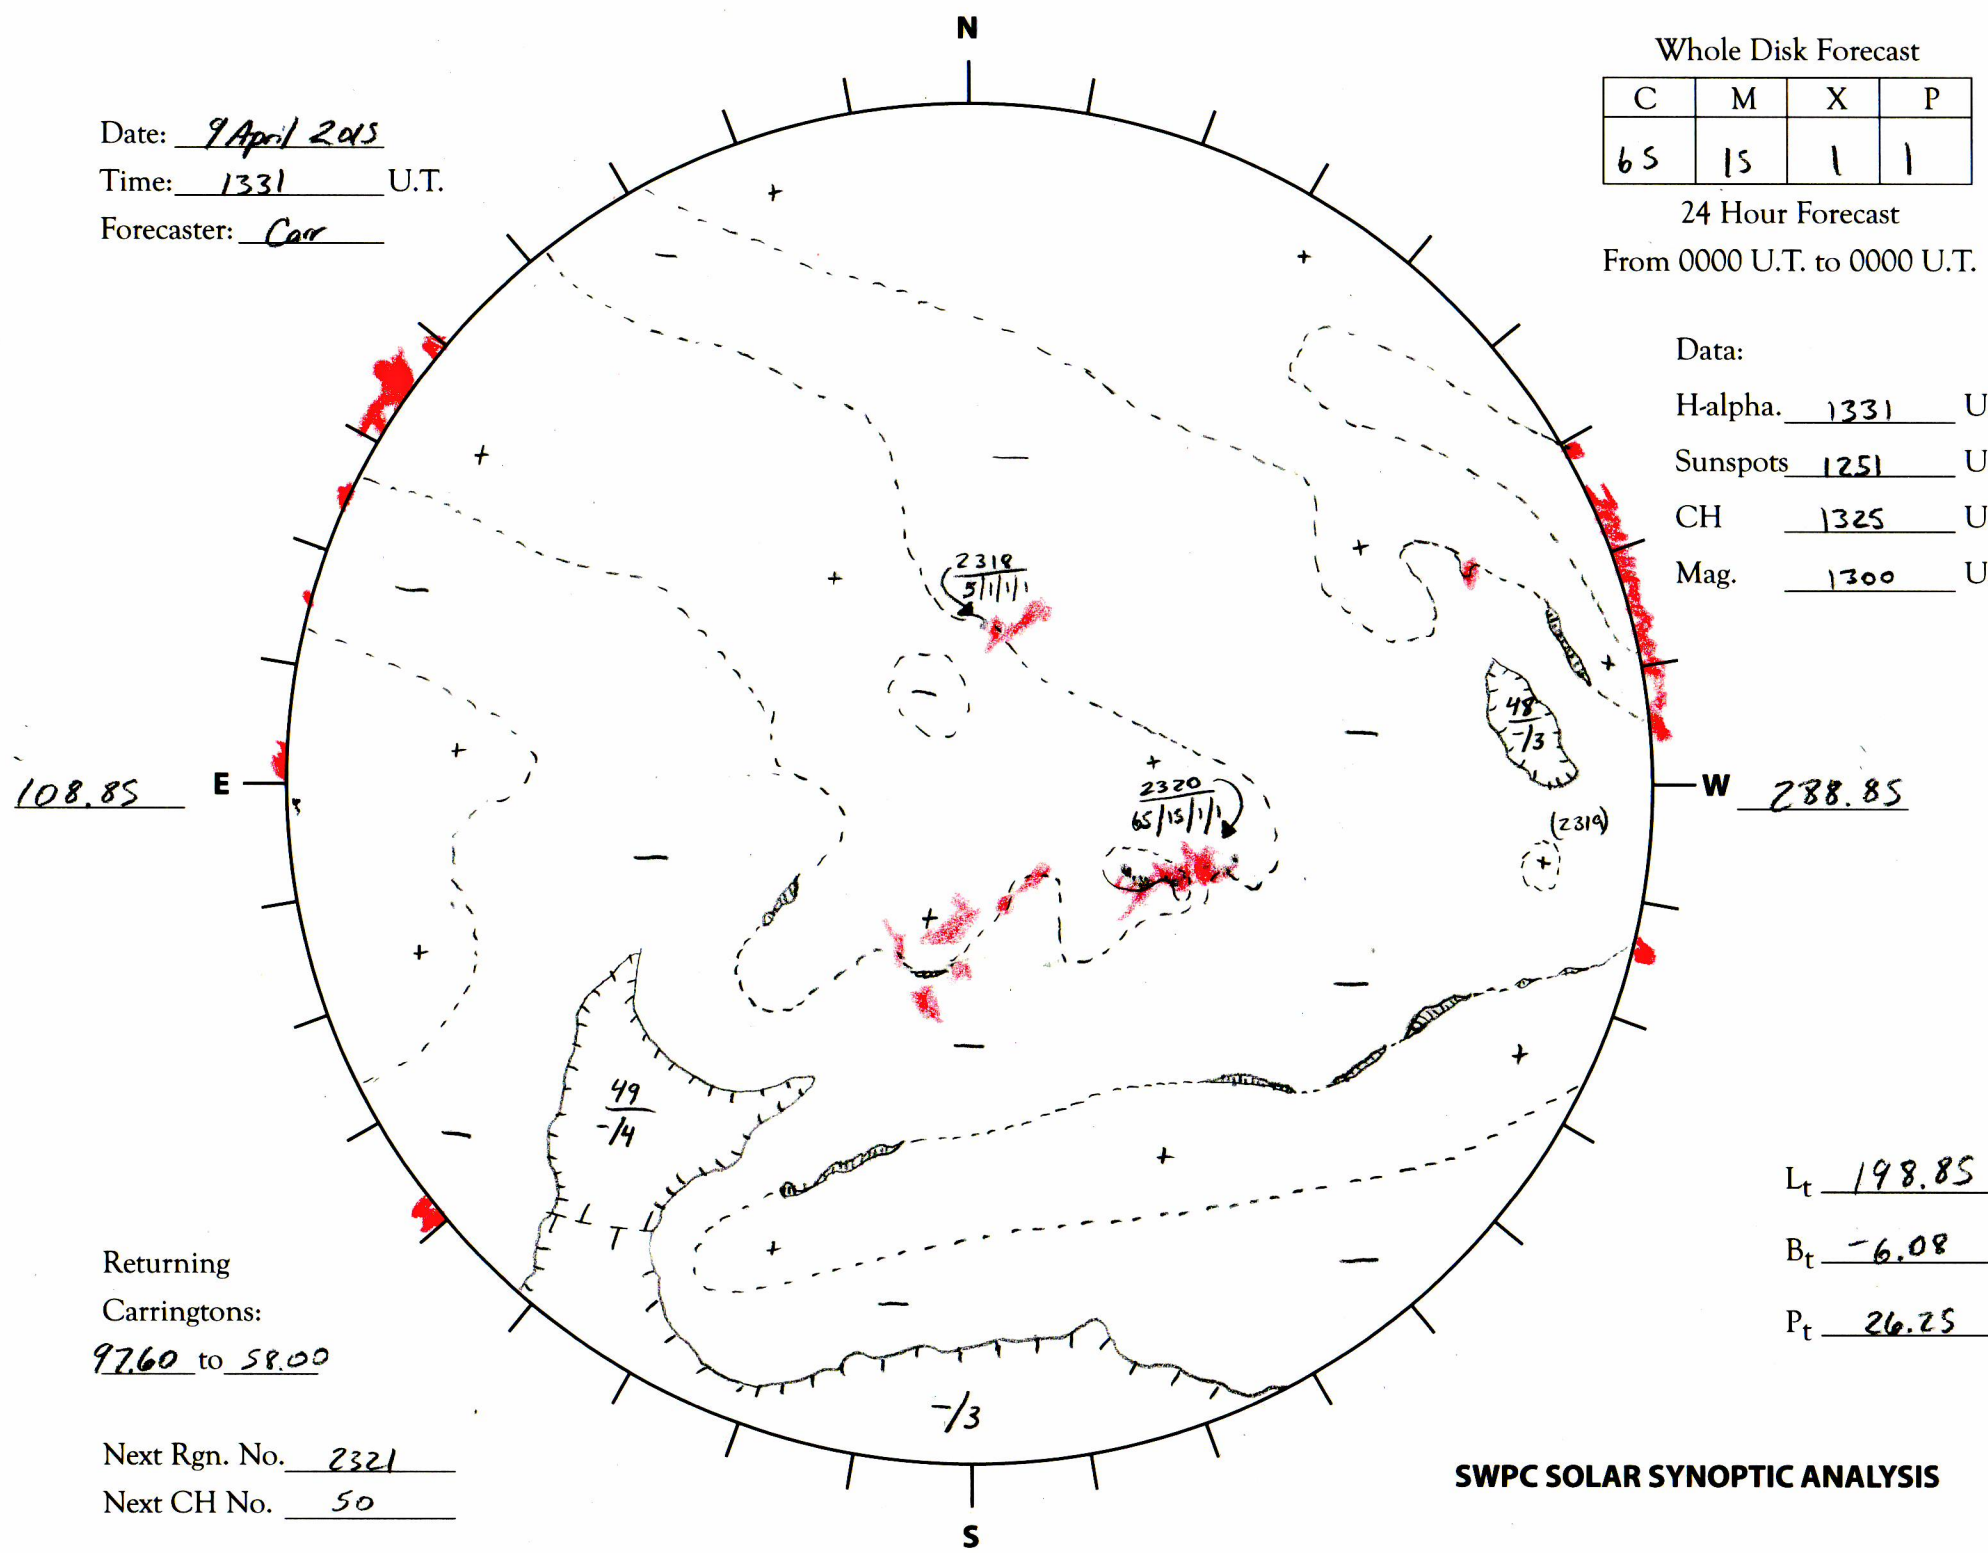 N
Whole Disk Forecast
C M X P
65 15 1 1
24 Hour Forecast
From 0000 U.T. to 0000 U.T.
Date: 9 April 2015
Time: 1331 U.T.
Forecaster: Carr
Data:
H-alpha. 1331 U
Sunspots 1251 U
CH 1325 U
Mag. 1300 U
+
+
-
+
-
+
+
-
2318
5/1/1/1
-
+
48
-/3
-
+
+
2320
65/15/1/1
108.85 E
W 288.85
(2319)
+
-
+
+
-
-
+
49
-/4
-
+
+
-
-
-/3
Lt 198.85
Bt -6.08
Pt 26.25
Returning
Carringtons:
97.60 to 58.00
Next Rgn. No. 2321
Next CH No. 50
SWPC SOLAR SYNOPTIC ANALYSIS
S